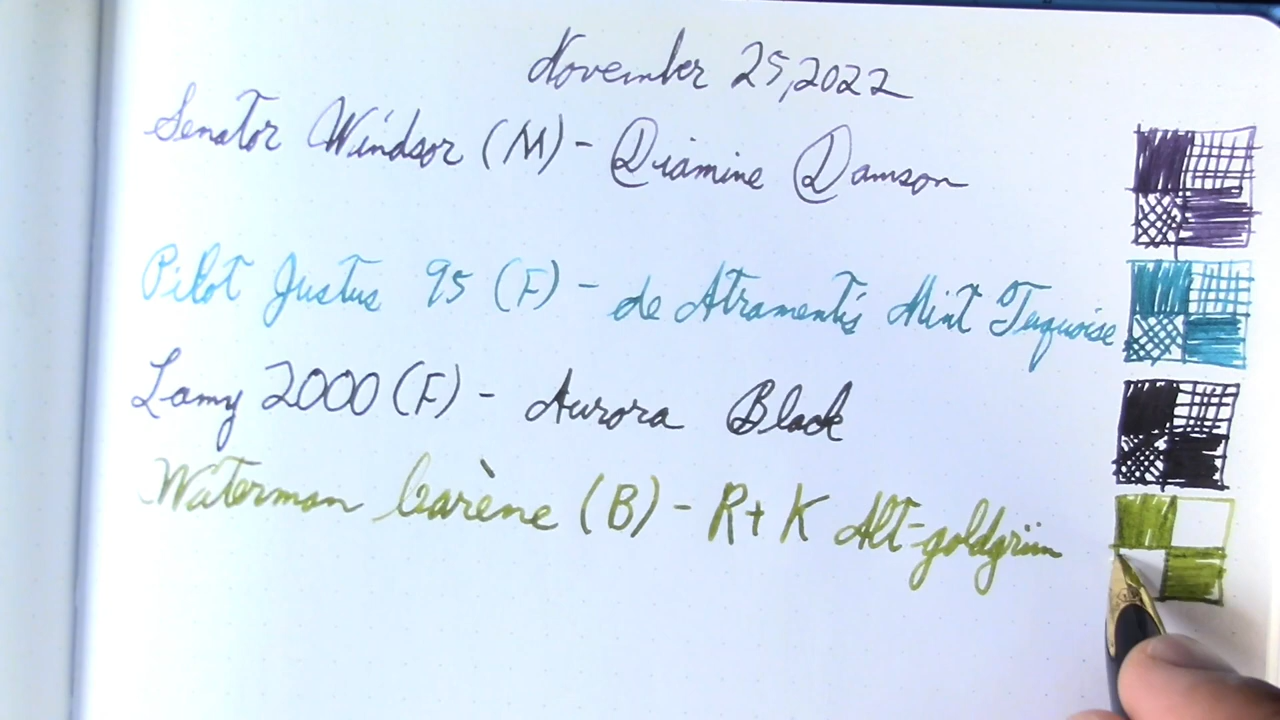 November 25, 2022
Senator Windsor (M) - Diamine Damson
Pilot Justus 95 (F) - de Atramentis Mint Tuquoise
Lamy 2000 (F) - Aurora Black
Waterman Carène (B) - R+K Alt-goldgrün